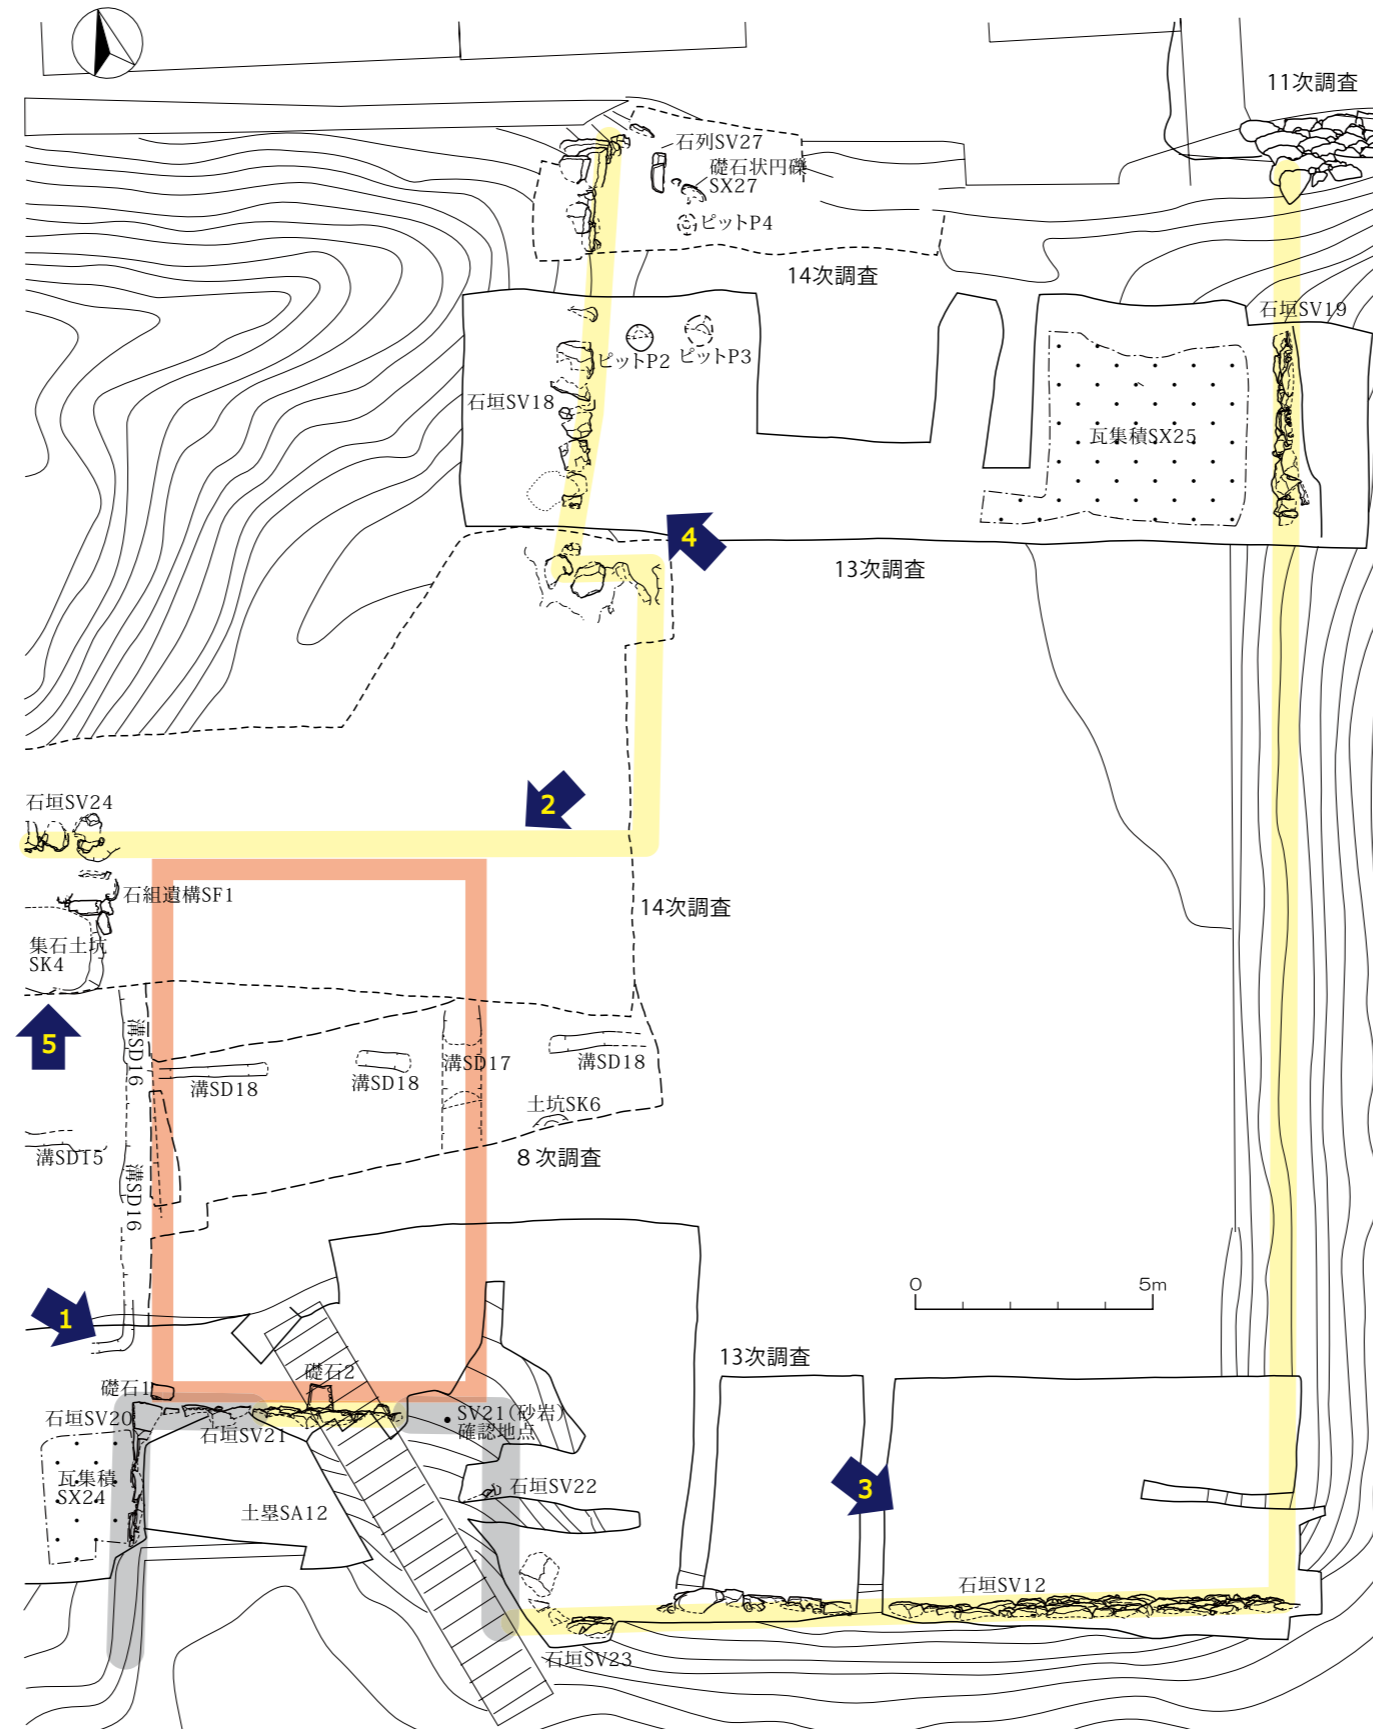 11次調査
石列SV27
礎石状円礫
SX27
ピットP4
14次調査
石垣SV19
ピットP2
ピットP3
石垣SV18
瓦集積SX25
4
13次調査
2
石垣SV24
石組遺構SF1
14次調査
集石土坑
SK4
5
溝SD16
溝SD18
溝SD18
溝SD17
溝SD18
土坑SK6
溝SD15
8次調査
溝SD16
0
5m
1
13次調査
礎石2
礎石1
石垣SV20
石垣SV21
SV21(砂岩)
確認地点
瓦集積
SX24
土塁SA12
石垣SV22
3
石垣SV12
石垣SV23